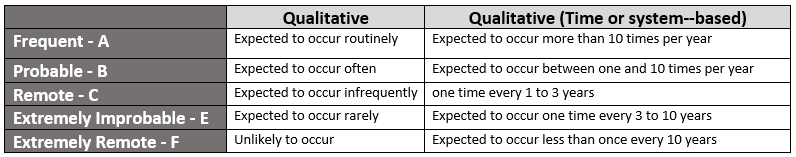 Qualitative Qualitative (Time or system--based)
Frequent - A Expected to occur routinely Expected to occur more than 10 times per year
Probable - B Expected to occur often Expected to occur between one and 10 times per year
Remote - C Expected to occur infrequently one time every 1 to 3 years
Extremely Improbable - E Expected to occur rarely Expected to occur one time every 3 to 10 years
Extremely Remote - F Unlikely to occur Expected to occur less than once every 10 years